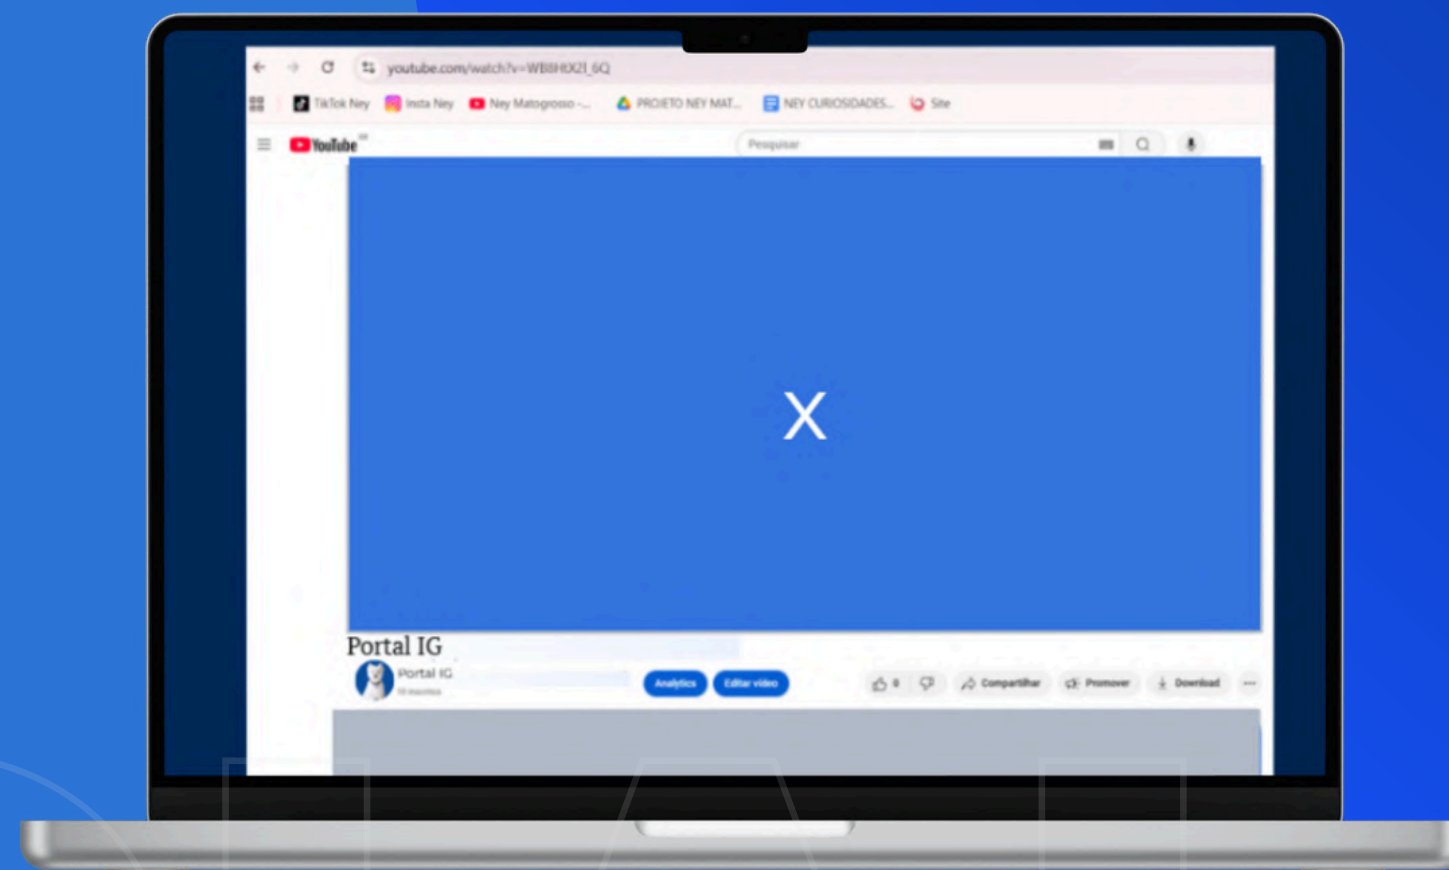 youtube.com/watch?v=
TikTok Ney Insta Ney Ney Matogrosso -... PROJETO NEY MAT... NEY CURIOSIDADES... Site
YouTube Pesquisar
X
Portal IG
Portal IG
Analytics Editar vídeo 8 Compartilhar Promover Download ...